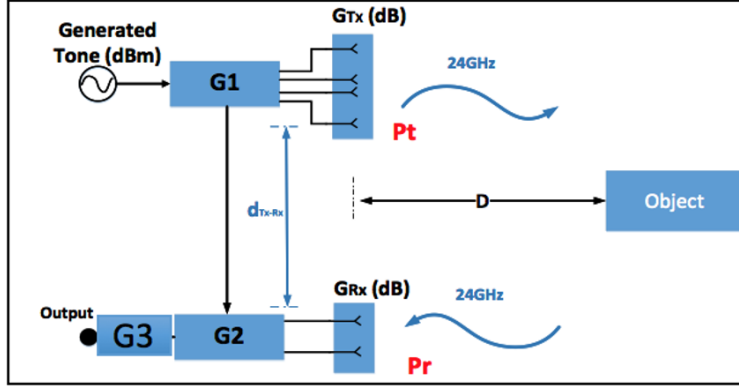 Generated
Tone (dBm)
G1
GTx (dB)
24GHz
Pt
dTx-Rx
D
Object
Output
G3
G2
GRx (dB)
24GHz
Pr